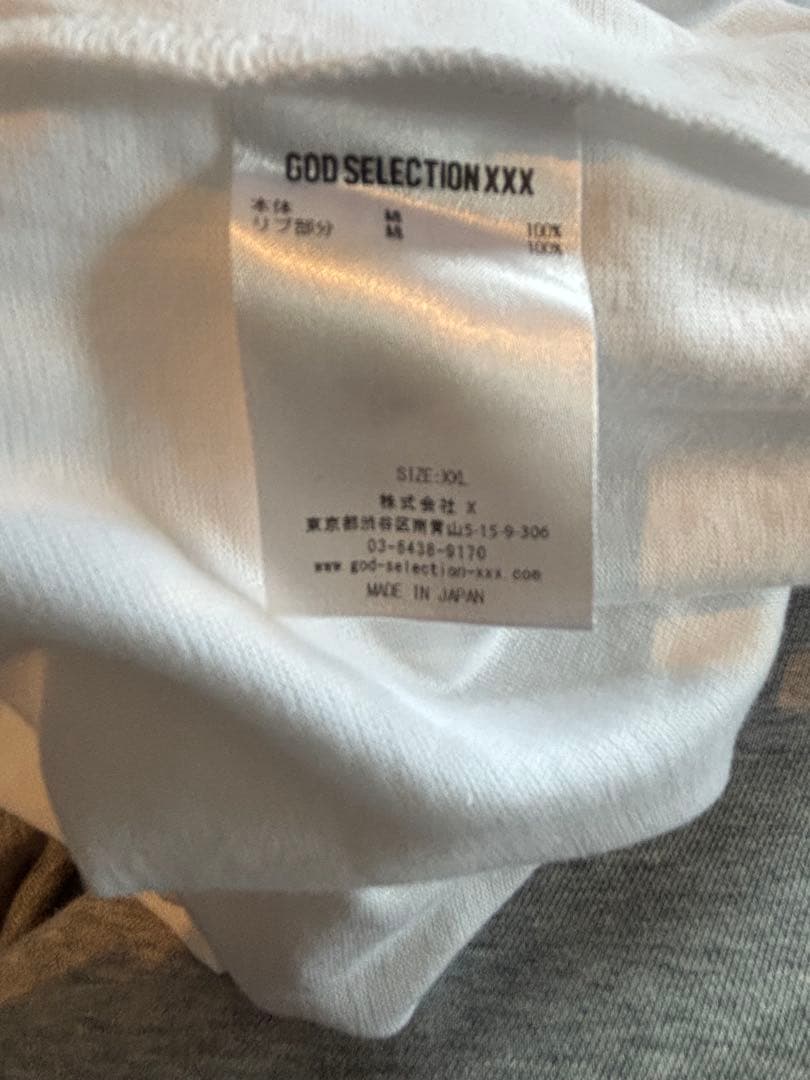 GOD SELECTION XXX
本体 綿 100%
リブ部分 綿 100%
SIZE:XXL
株式会社 X
東京都渋谷区南青山5-15-9-306
03-6438-9170
www.god-selection-xxx.com
MADE IN JAPAN